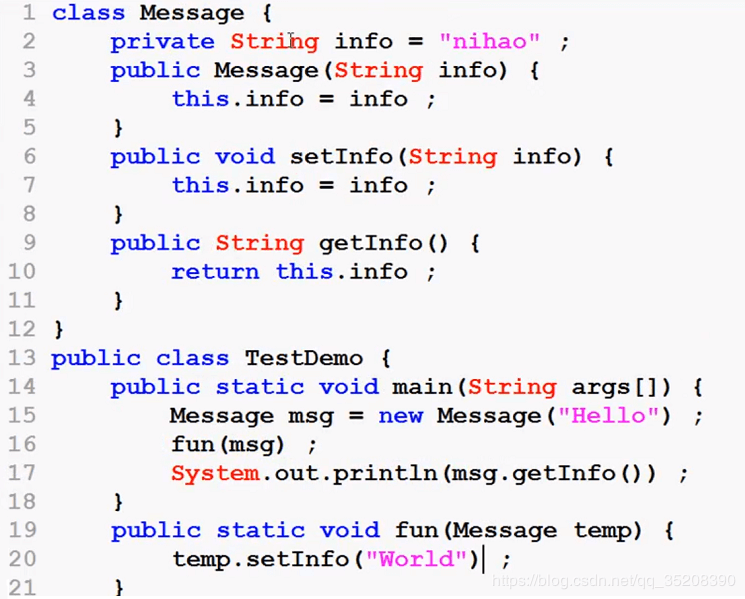 1 class Message {
2     private String info = "nihao" ;
3     public Message(String info) {
4         this.info = info ;
5     }
6     public void setInfo(String info) {
7         this.info = info ;
8     }
9     public String getInfo() {
10         return this.info ;
11     }
12 }
13 public class TestDemo {
14     public static void main(String args[]) {
15         Message msg = new Message("Hello") ;
16         fun(msg) ;
17         System.out.println(msg.getInfo()) ;
18     }
19     public static void fun(Message temp) {
20         temp.setInfo("World") ;
21     }
https://blog.csdn.net/qq_35208390